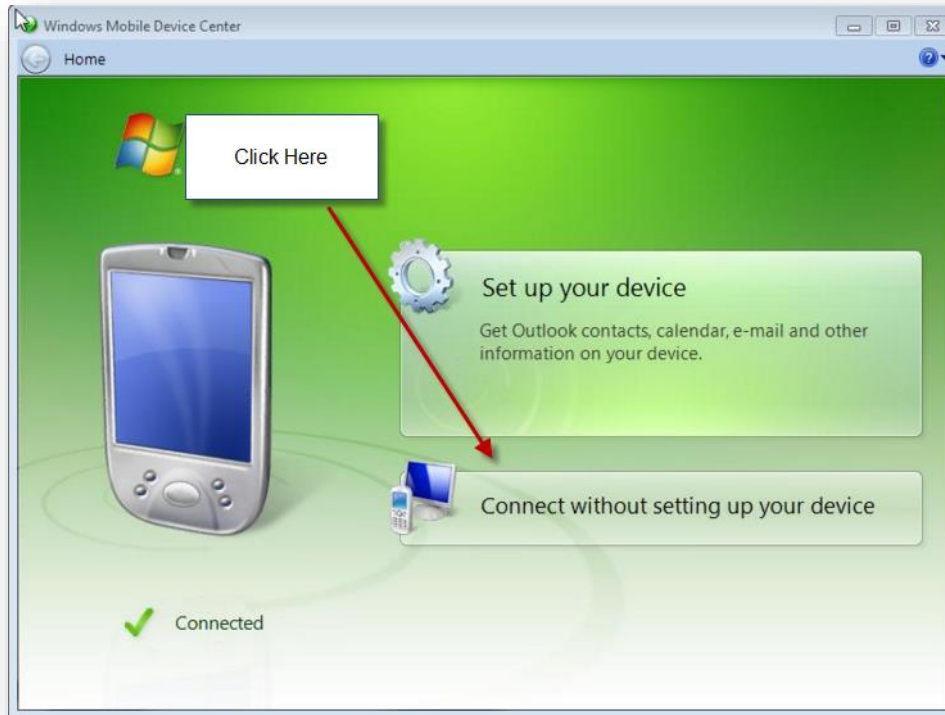 Windows Mobile Device Center
Home
Click Here
Set up your device
Get Outlook contacts, calendar, e-mail and other
information on your device.
Connect without setting up your device
Connected